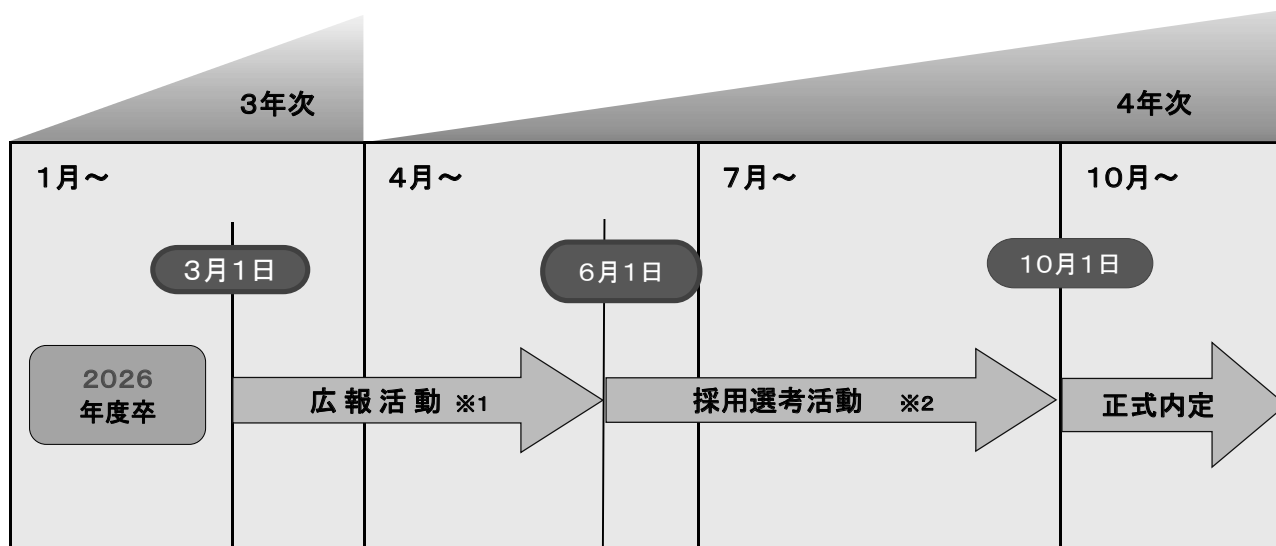 3年次
4年次
1月～
4月～
7月～
10月～
3月1日
6月1日
10月1日
2026
年度卒
広報活動 ※1
採用選考活動 ※2
正式内定